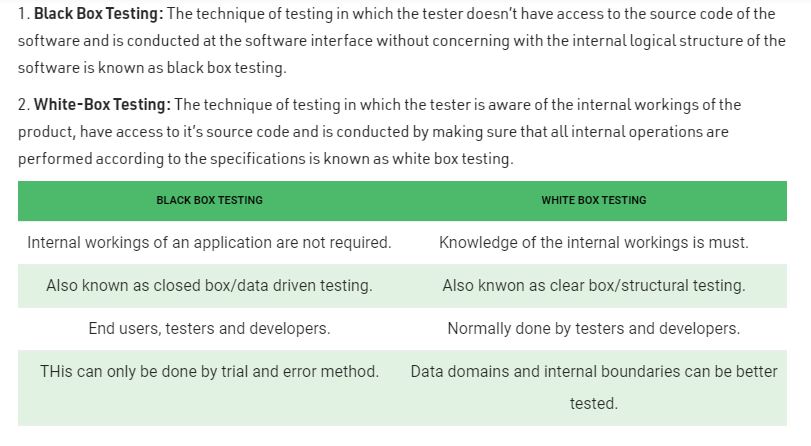 1. Black Box Testing: The technique of testing in which the tester doesn't have access to the source code of the
software and is conducted at the software interface without concerning with the internal logical structure of the
software is known as black box testing.
2. White-Box Testing: The technique of testing in which the tester is aware of the internal workings of the
product, have access to it's source code and is conducted by making sure that all internal operations are
performed according to the specifications is known as white box testing.
BLACK BOX TESTING WHITE BOX TESTING
Internal workings of an application are not required. Knowledge of the internal workings is must.
Also known as closed box/data driven testing. Also knwon as clear box/structural testing.
End users, testers and developers. Normally done by testers and developers.
THis can only be done by trial and error method. Data domains and internal boundaries can be better
tested.